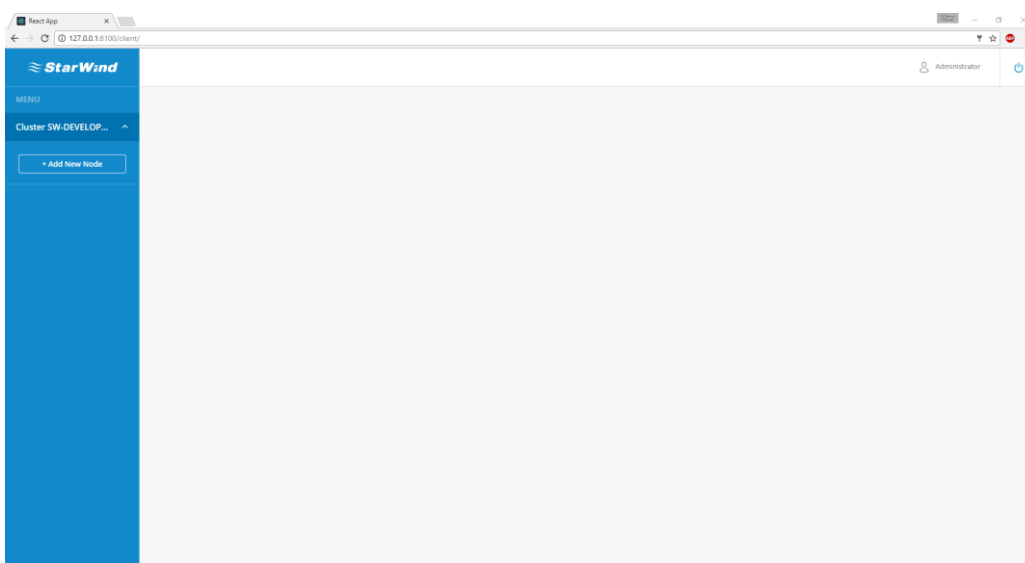 React App
127.0.0.1:8100/client/
StarWind
Administrator
MENU
Cluster SW-DEVELOP...
+ Add New Node